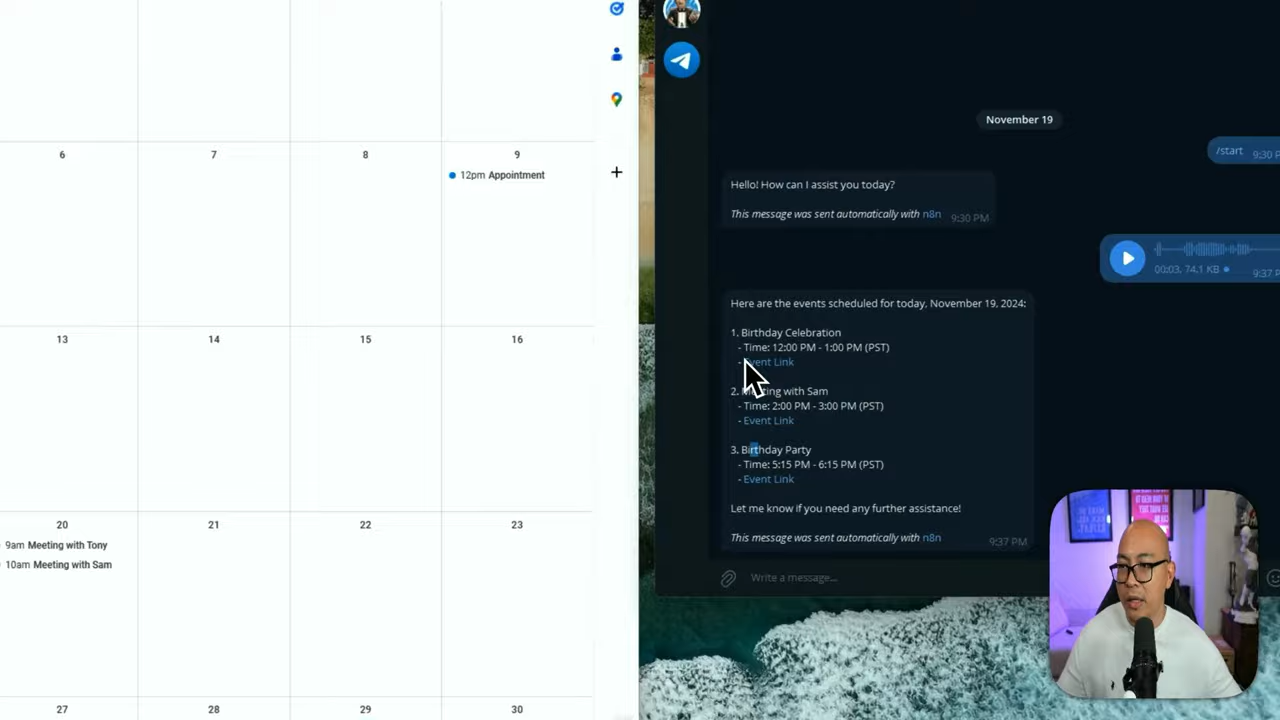 6
7
8
9
12pm Appointment
13
14
15
16
20
21
22
23
9am Meeting with Tony
10am Meeting with Sam
27
28
29
30
November 19
/start 9:30 P
Hello! How can I assist you today?
This message was sent automatically with n8n 9:30 PM
00:03, 74.1 KB
9:37 P
Here are the events scheduled for today, November 19, 2024:
1. Birthday Celebration
- Time: 12:00 PM - 1:00 PM (PST)
- Event Link
2. Meeting with Sam
- Time: 2:00 PM - 3:00 PM (PST)
- Event Link
3. Birthday Party
- Time: 5:15 PM - 6:15 PM (PST)
- Event Link
Let me know if you need any further assistance!
This message was sent automatically with n8n 9:37 PM
Write a message...